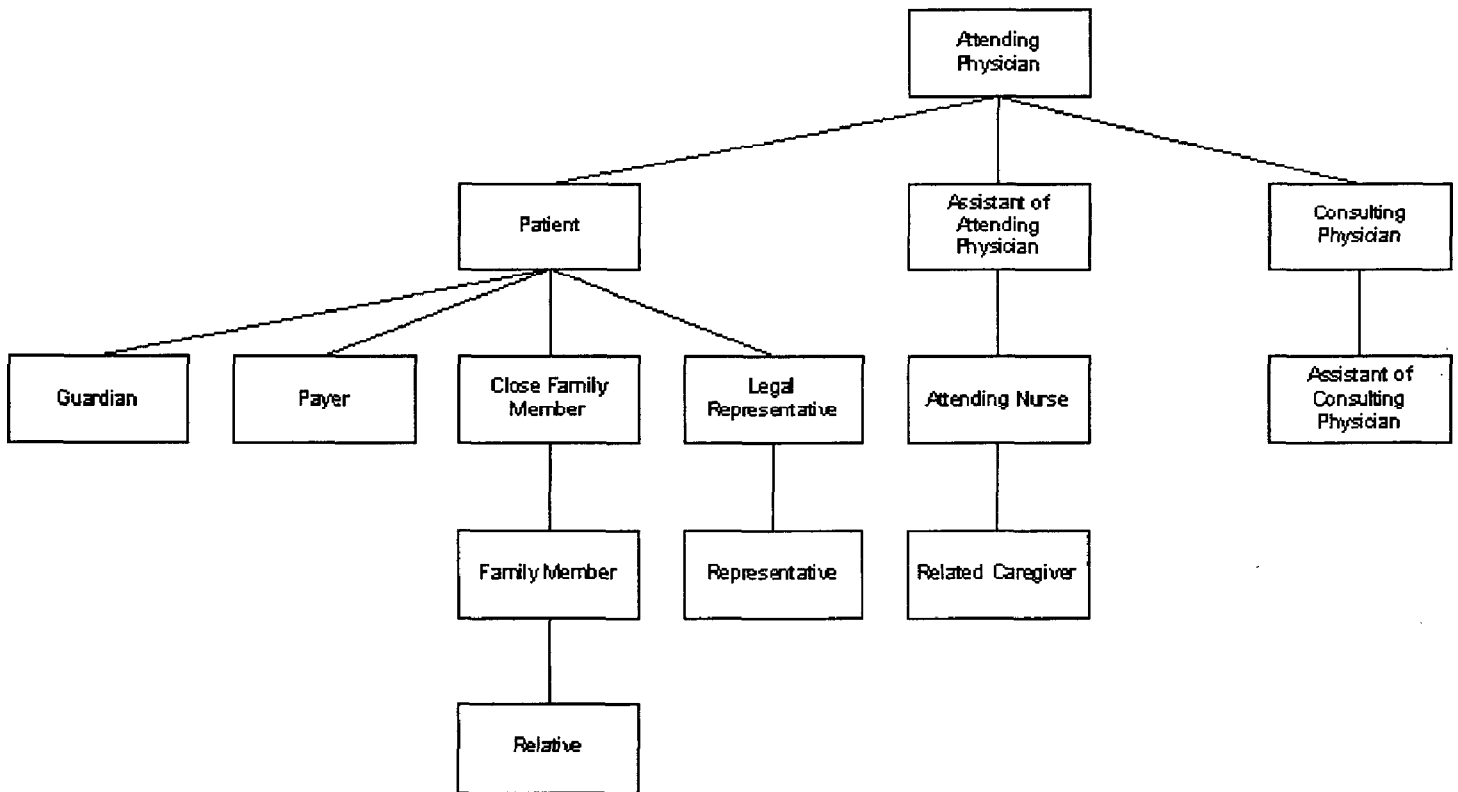 Attending
Physician
Patient
Assistant of
Attending
Physician
Consulting
Physician
Guardian
Payer
Close Family
Member
Legal
Representative
Attending Nurse
Assistant of
Consulting
Physician
Family Member
Representative
Related Caregiver
Relative